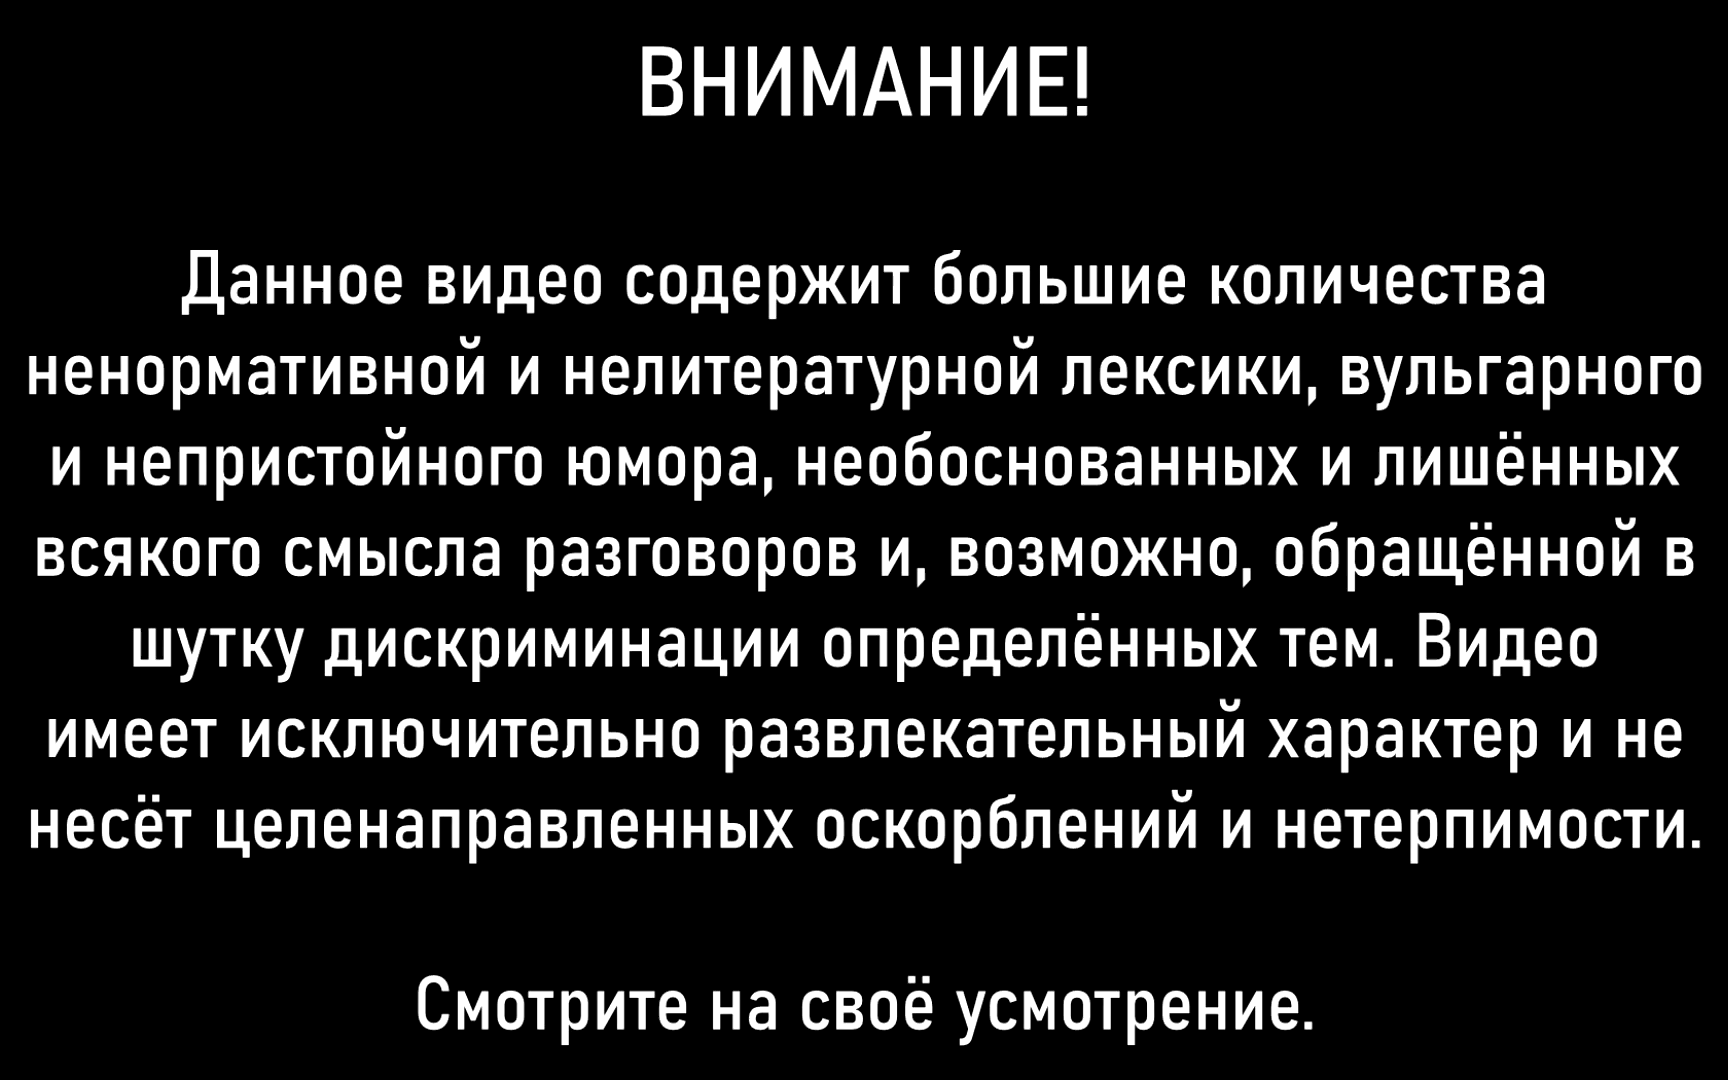 ВНИМАНИЕ!
Данное видео содержит большие количества
ненормативной и нелитературной лексики, вульгарного
и непристойного юмора, необоснованных и лишённых
всякого смысла разговоров и, возможно, обращённой в
шутку дискриминации определённых тем. Видео
имеет исключительно развлекательный характер и не
несёт целенаправленных оскорблений и нетерпимости.
Смотрите на своё усмотрение.